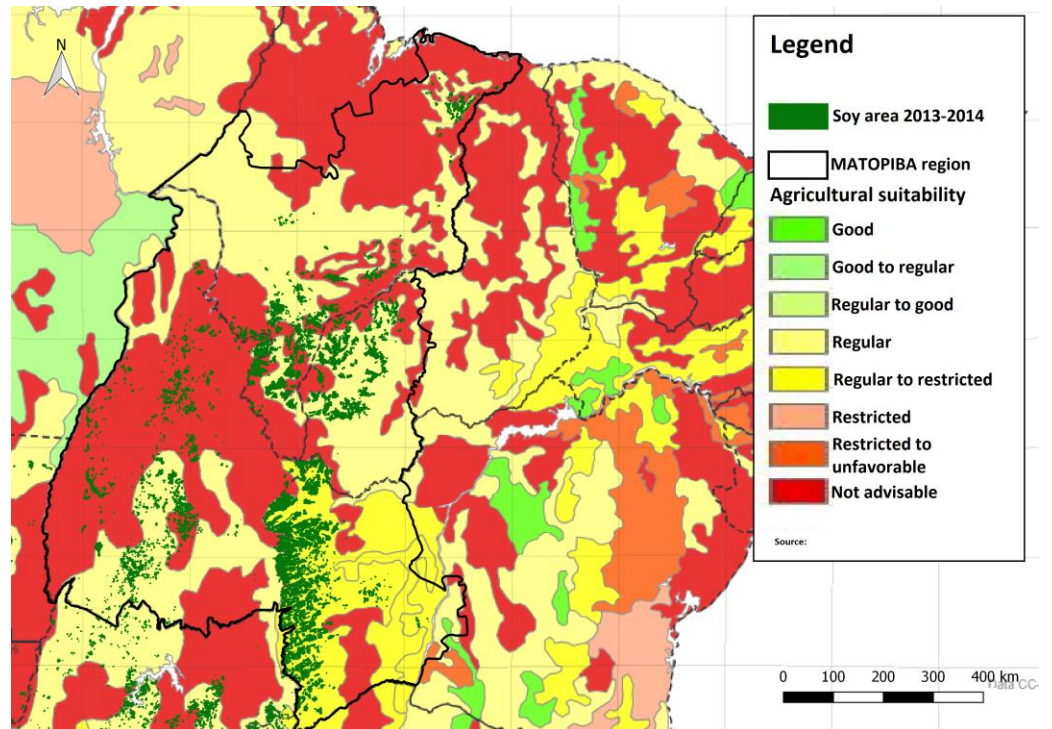 N
Legend
Soy area 2013-2014
MATOPIBA region
Agricultural suitability
Good
Good to regular
Regular to good
Regular
Regular to restricted
Restricted
Restricted to
unfavorable
Not advisable
Source:
0 100 200 300 400 km
CC-